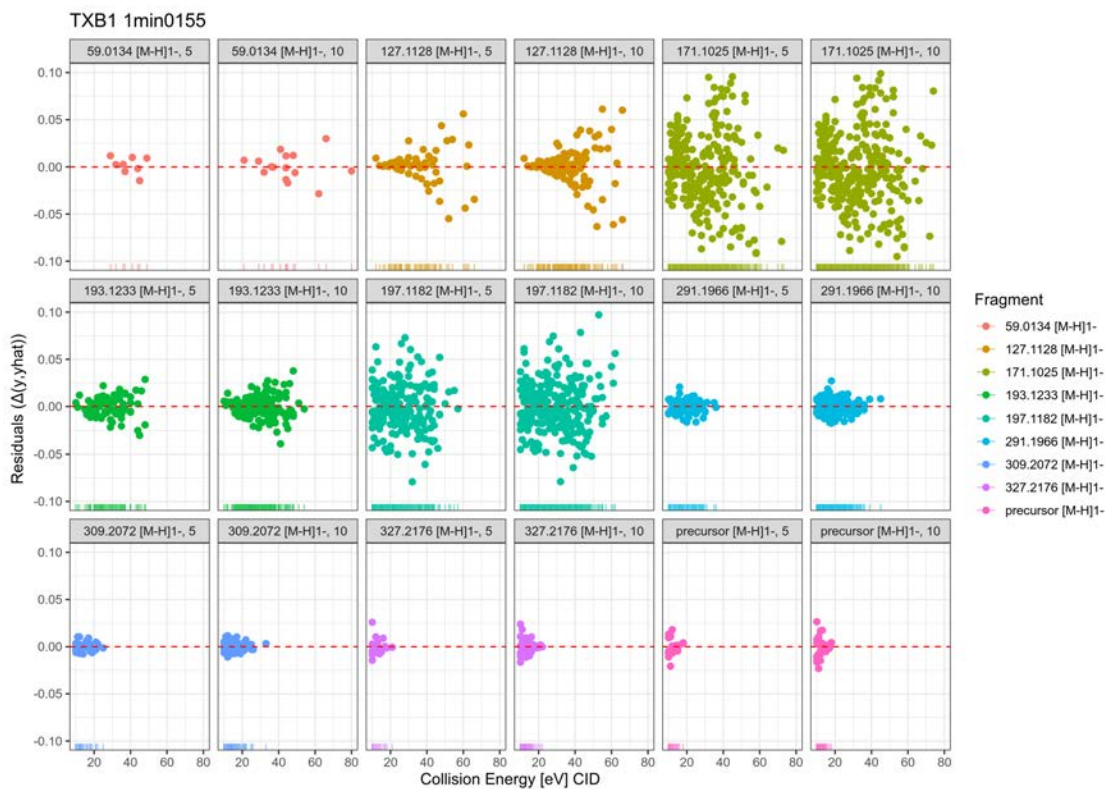 TXB1 1min0155
59.0134 [M-H]1-, 5
59.0134 [M-H]1-, 10
127.1128 [M-H]1-, 5
127.1128 [M-H]1-, 10
171.1025 [M-H]1-, 5
171.1025 [M-H]1-, 10
0.10
0.05
0.00
-0.05
-0.10
193.1233 [M-H]1-, 5
193.1233 [M-H]1-, 10
197.1182 [M-H]1-, 5
197.1182 [M-H]1-, 10
291.1966 [M-H]1-, 5
291.1966 [M-H]1-, 10
0.10
0.05
0.00
-0.05
-0.10
309.2072 [M-H]1-, 5
309.2072 [M-H]1-, 10
327.2176 [M-H]1-, 5
327.2176 [M-H]1-, 10
precursor [M-H]1-, 5
precursor [M-H]1-, 10
0.10
0.05
0.00
-0.05
-0.10
20 40 60 80 20 40 60 80 20 40 60 80 20 40 60 80 20 40 60 80 20 40 60 80
Collision Energy [eV] CID
Residuals (Δ(y,yhat))
Fragment
59.0134 [M-H]1-
127.1128 [M-H]1-
171.1025 [M-H]1-
193.1233 [M-H]1-
197.1182 [M-H]1-
291.1966 [M-H]1-
309.2072 [M-H]1-
327.2176 [M-H]1-
precursor [M-H]1-